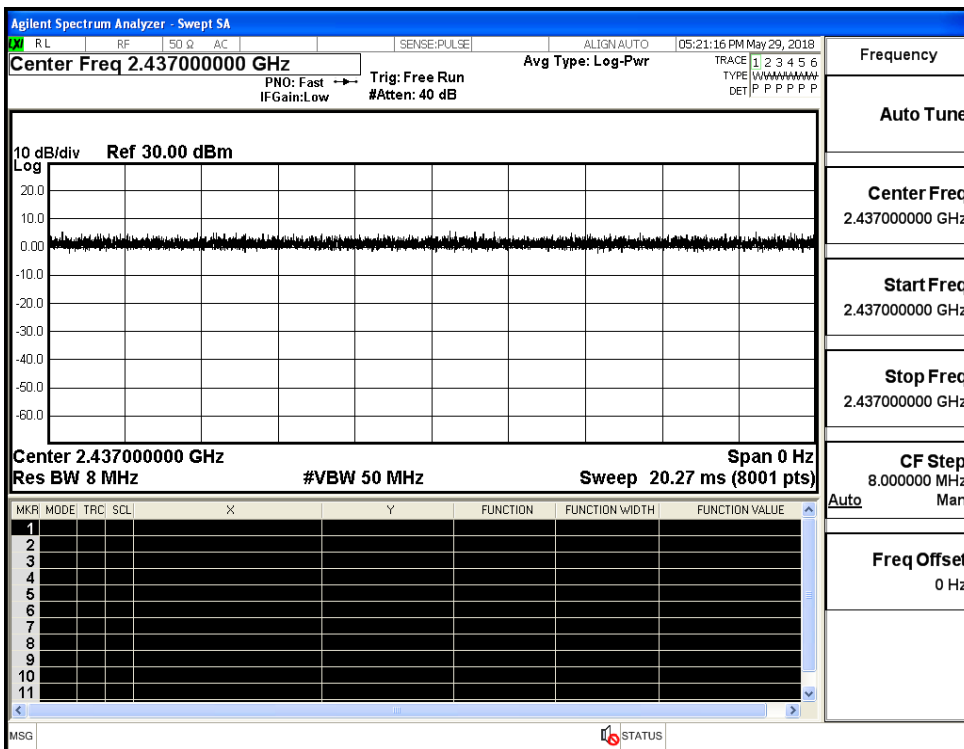 Agilent Spectrum Analyzer - Swept SA
LXI RL RF 50 Ω AC SENSE:PULSE ALIGN AUTO 05:21:16 PM May 29, 2018
Center Freq 2.437000000 GHz Avg Type: Log-Pwr TRACE 1 2 3 4 5 6
PNO: Fast Trig: Free Run TYPE WWWWWW
IFGain:Low #Atten: 40 dB DET P P P P P P
10 dB/div Ref 30.00 dBm
Log
20.0
10.0
0.00
-10.0
-20.0
-30.0
-40.0
-50.0
-60.0
Center 2.437000000 GHz Span 0 Hz
Res BW 8 MHz #VBW 50 MHz Sweep 20.27 ms (8001 pts)
MKR MODE TRC SCL X Y FUNCTION FUNCTION WIDTH FUNCTION VALUE
1
2
3
4
5
6
7
8
9
10
11
MSG STATUS
Frequency
Auto Tune
Center Freq
2.437000000 GHz
Start Freq
2.437000000 GHz
Stop Freq
2.437000000 GHz
CF Step
8.000000 MHz
Auto Man
Freq Offset
0 Hz